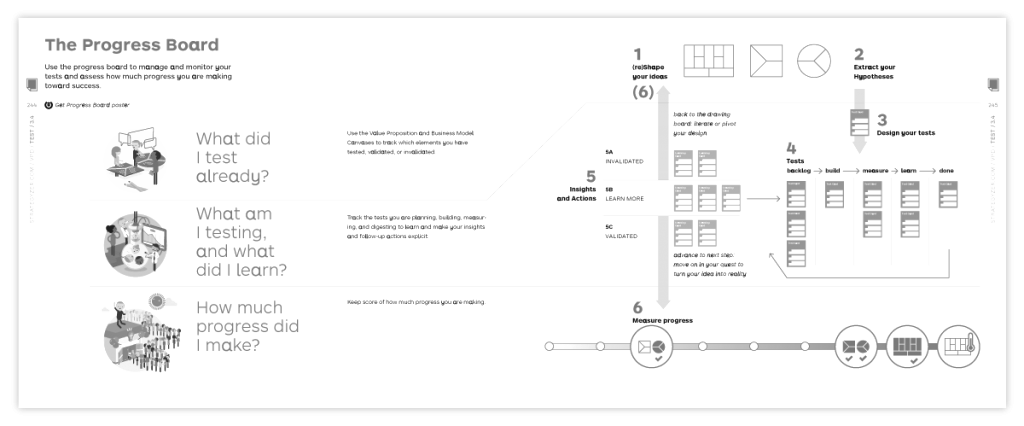 The Progress Board
Use the progress board to manage and monitor your
tests and assess how much progress you are making
toward success.
244
Get Progress Board poster
TEST / 3.4
What did
I test
already?
Use the Value Proposition and Business Model
Canvases to track which elements you have
tested, validated, or invalidated
What am
I testing,
and what
did I learn?
Track the tests you are planning, building, measur-
ing, and digesting to learn and make your insights
and follow-up actions explicit
How much
progress did
I make?
Keep score of how much progress you are making.
1
(re)Shape
your ideas
(6)
2
Extract your
Hypotheses
3
Design your tests
back to the drawing
board: iterate or pivot
your design
4
Tests
backlog
build
measure
learn
done
5
Insights
and Actions
5A
INVALIDATED
5B
LEARN MORE
5C
VALIDATED
advance to next step:
move on in your quest to
turn your idea into reality
6
Measure progress
245
TEST / 3.4